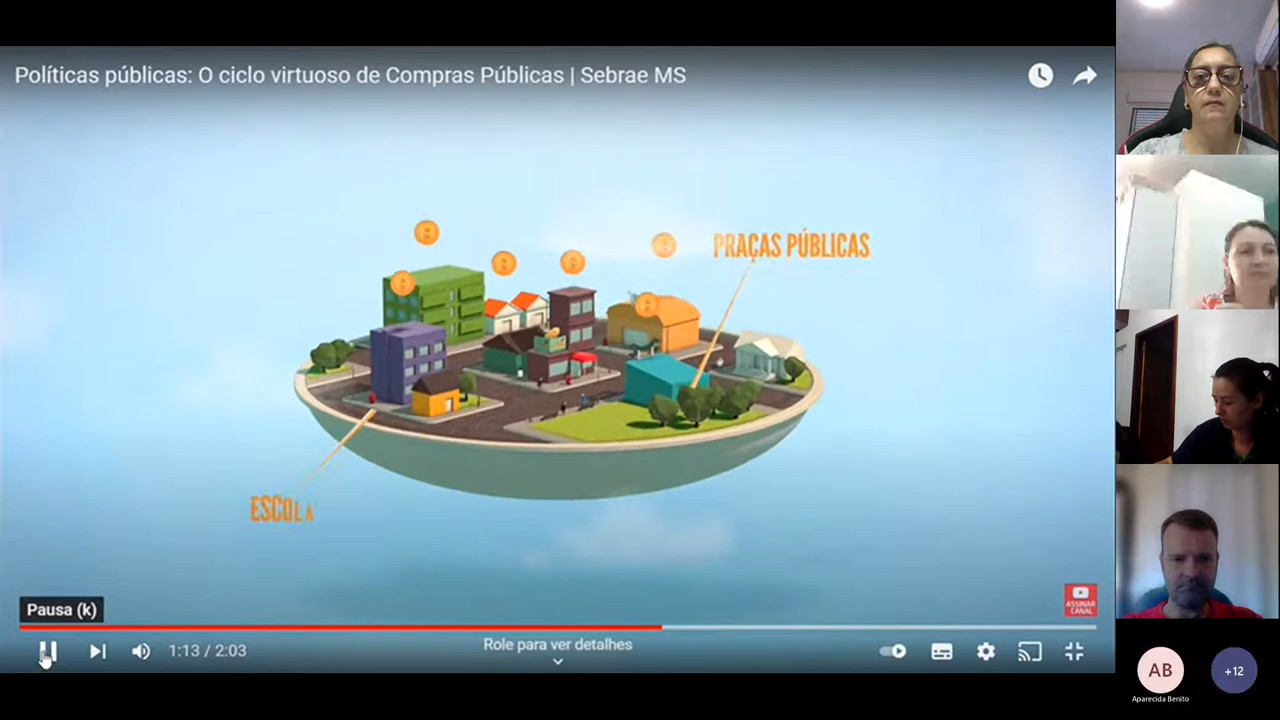 Políticas públicas: O ciclo virtuoso de Compras Públicas | Sebrae MS
PRAÇAS PÚBLICAS
ESCOLA
ASSINAR
CANAL
Pausa (k)
1:13 / 2:03
Role para ver detalhes
AB
+12
Aparecida Benito